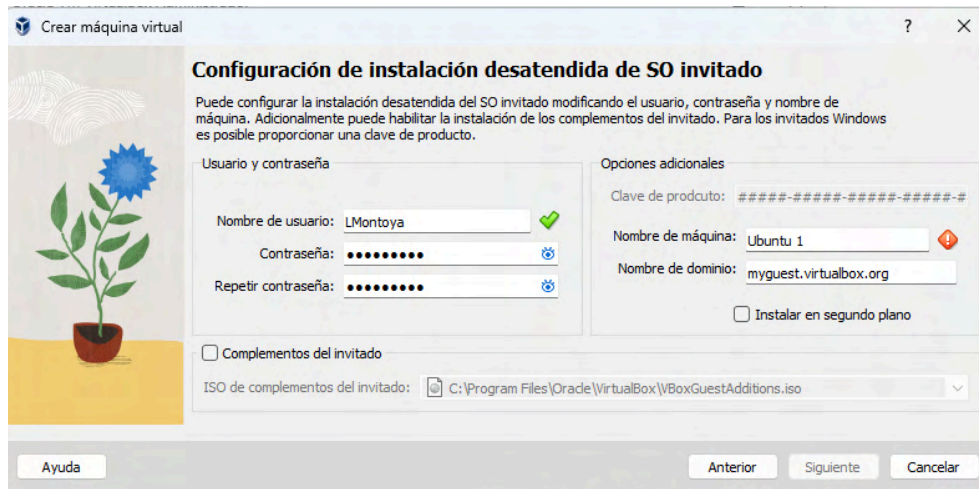 Crear máquina virtual
?
Configuración de instalación desatendida de SO invitado
Puede configurar la instalación desatendida del SO invitado modificando el usuario, contraseña y nombre de
máquina. Adicionalmente puede habilitar la instalación de los complementos del invitado. Para los invitados Windows
es posible proporcionar una clave de producto.
Usuario y contraseña
Nombre de usuario: LMontoya
Contraseña: ●●●●●●●●●
Repetir contraseña: ●●●●●●●●●
Opciones adicionales
Clave de prodcuto: #####-#####-#####-#####-#
Nombre de máquina: Ubuntu 1
Nombre de dominio: myguest.virtualbox.org
Instalar en segundo plano
Complementos del invitado
ISO de complementos del invitado: C:\Program Files\Oracle\VirtualBox\VBoxGuestAdditions.iso
Ayuda
Anterior
Siguiente
Cancelar